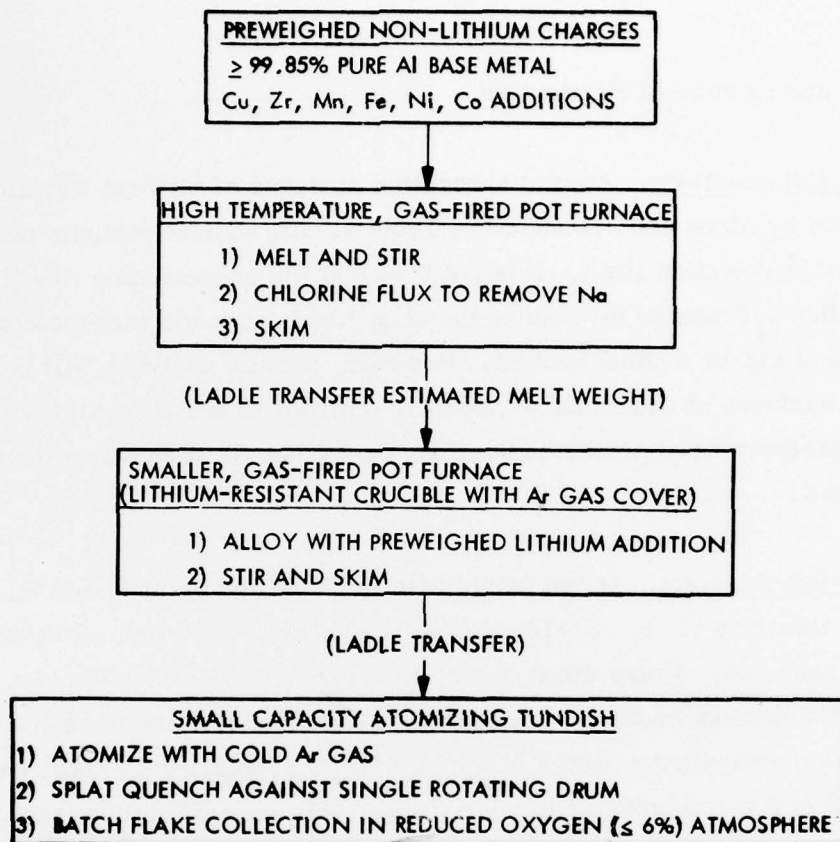 PREWEIGHED NON-LITHIUM CHARGES
≥ 99.85% PURE Al BASE METAL
Cu, Zr, Mn, Fe, Ni, Co ADDITIONS
HIGH TEMPERATURE, GAS-FIRED POT FURNACE
1) MELT AND STIR
2) CHLORINE FLUX TO REMOVE Na
3) SKIM
(LADLE TRANSFER ESTIMATED MELT WEIGHT)
SMALLER, GAS-FIRED POT FURNACE
(LITHIUM-RESISTANT CRUCIBLE WITH Ar GAS COVER)
1) ALLOY WITH PREWEIGHED LITHIUM ADDITION
2) STIR AND SKIM
(LADLE TRANSFER)
SMALL CAPACITY ATOMIZING TUNDISH
1) ATOMIZE WITH COLD Ar GAS
2) SPLAT QUENCH AGAINST SINGLE ROTATING DRUM
3) BATCH FLAKE COLLECTION IN REDUCED OXYGEN (≤ 6%) ATMOSPHERE